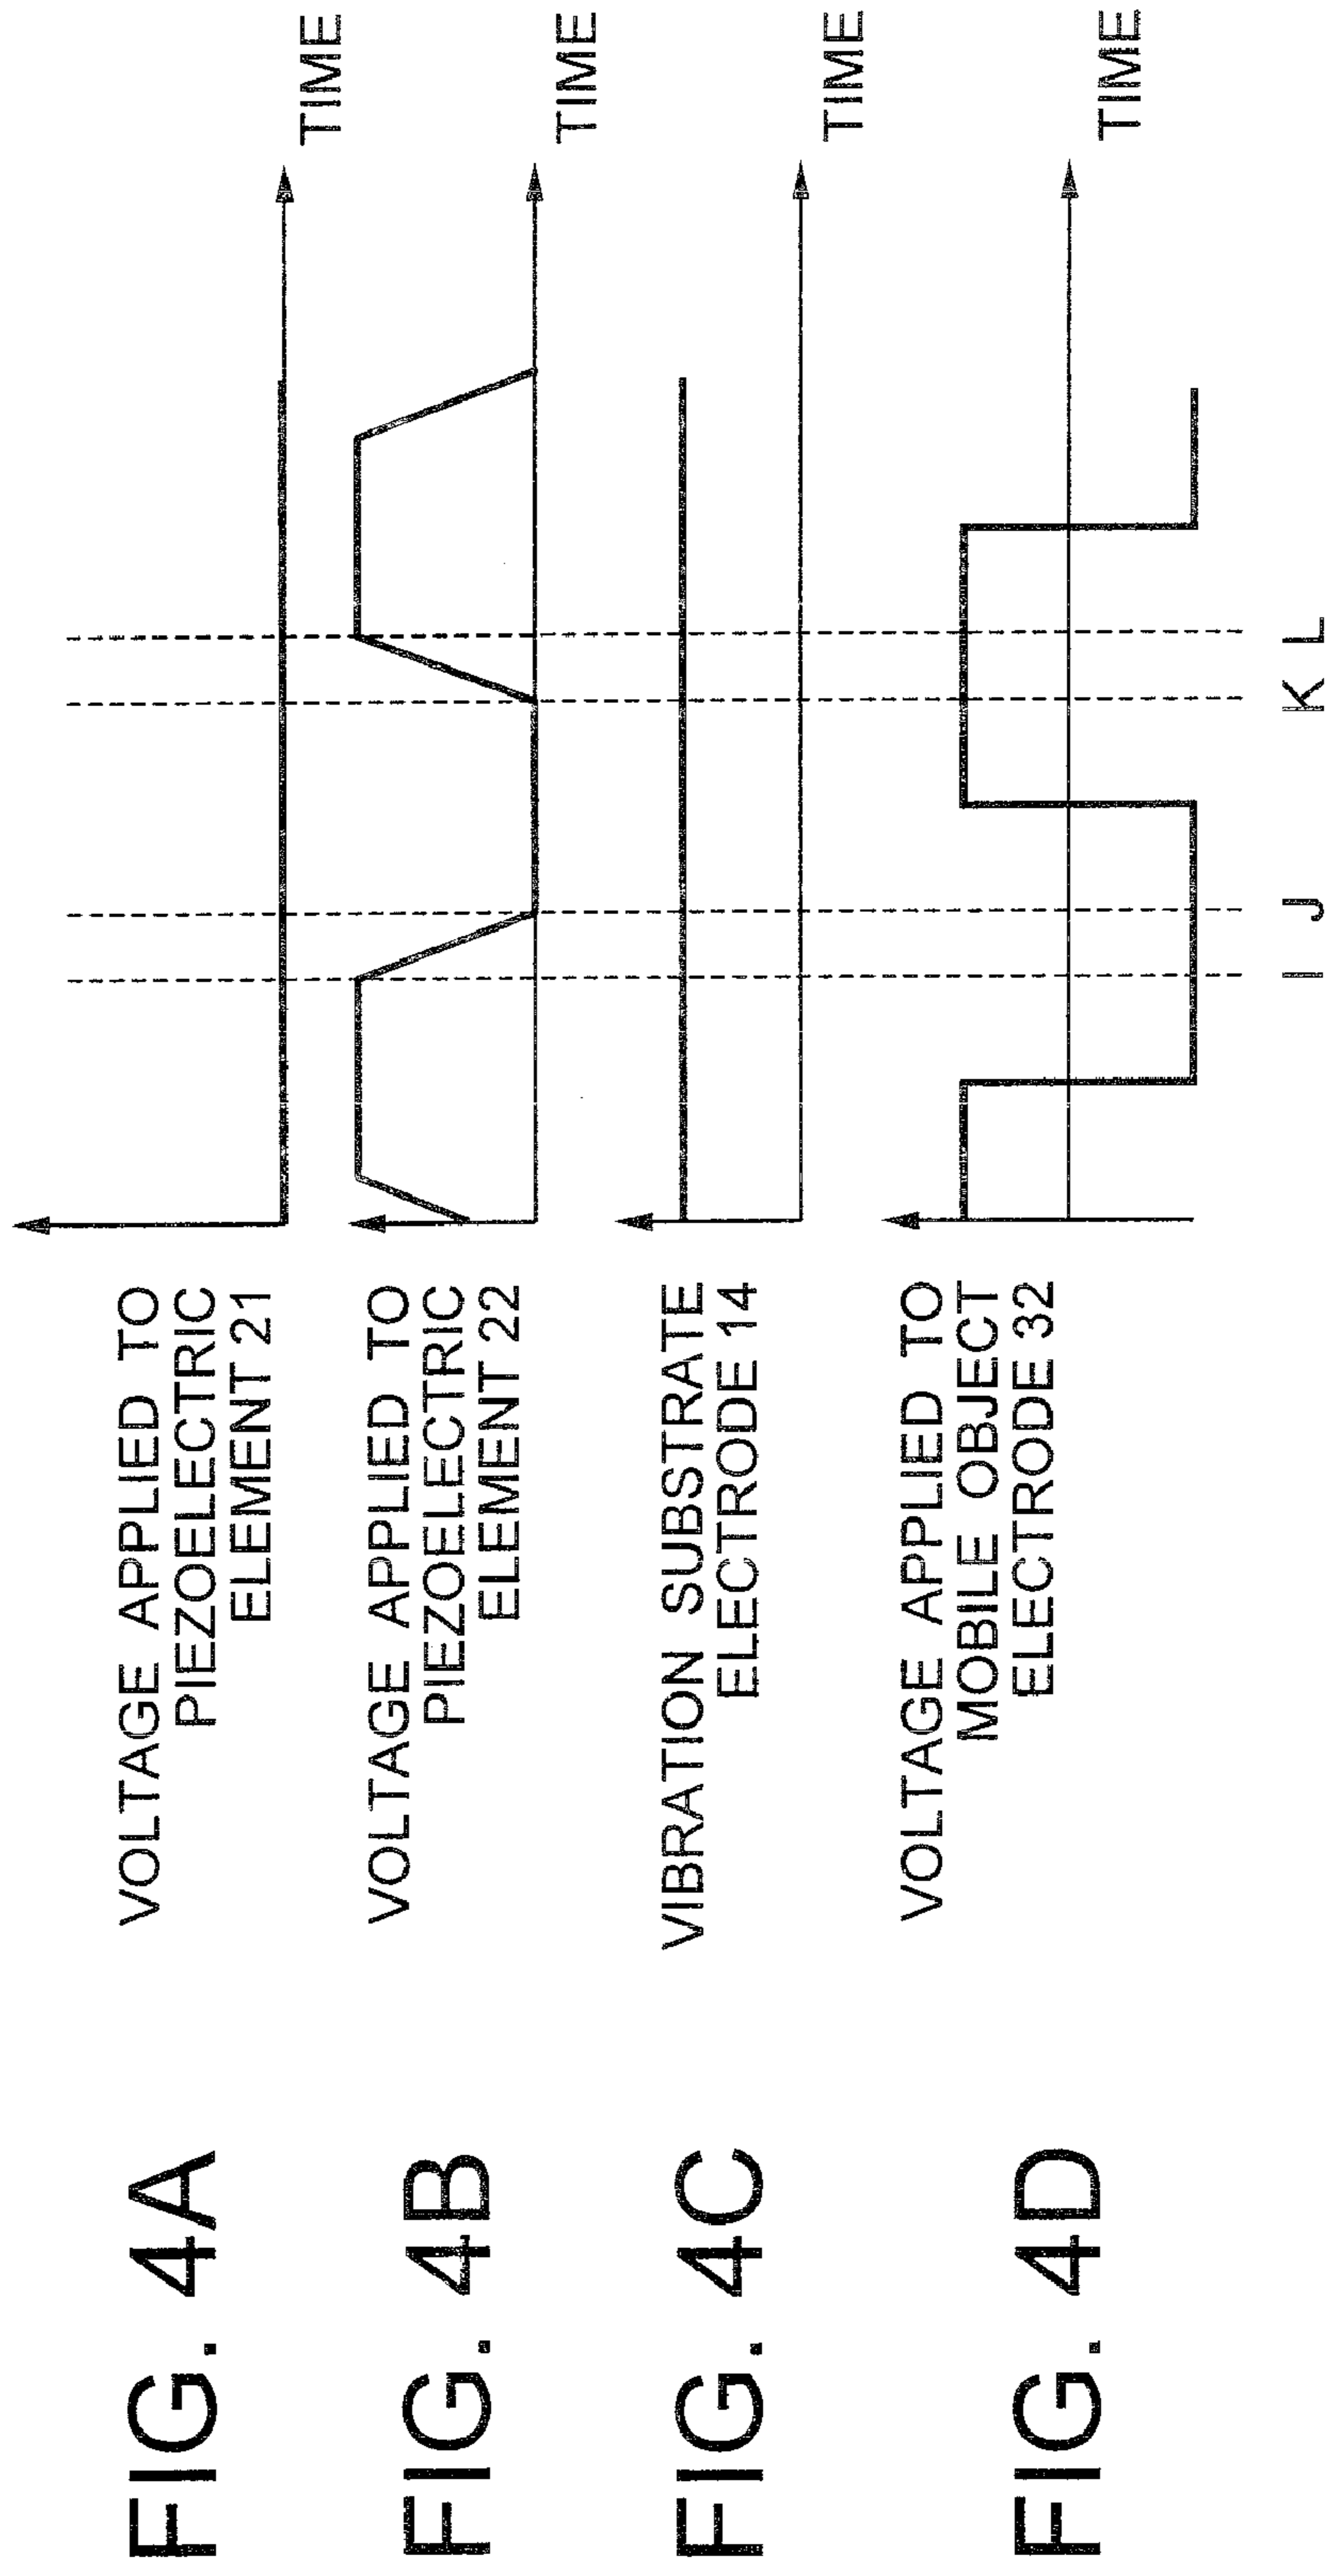 FIG. 4A
VOLTAGE APPLIED TO
PIEZOELECTRIC
ELEMENT 21
TIME
FIG. 4B
VOLTAGE APPLIED TO
PIEZOELECTRIC
ELEMENT 22
TIME
FIG. 4C
VIBRATION SUBSTRATE
ELECTRODE 14
TIME
FIG. 4D
VOLTAGE APPLIED TO
MOBILE OBJECT
ELECTRODE 32
TIME
I J K L